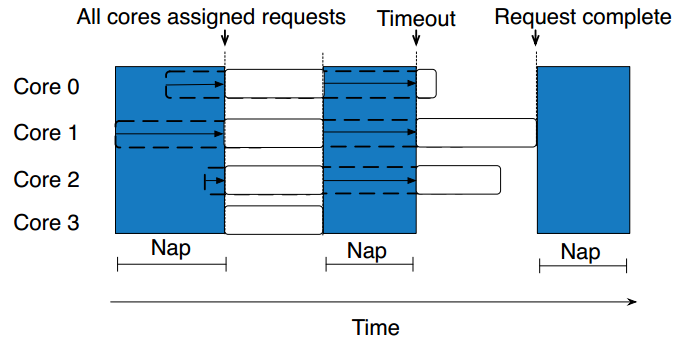 All cores assigned requests
Timeout
Request complete
Core 0
Core 1
Core 2
Core 3
Nap
Nap
Nap
Time